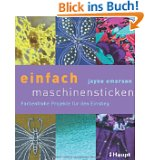 Blick ins Buch!
einfach
jayne emerson
maschinensticken
Farbenfrohe Projekte für den Einstieg
Haupt